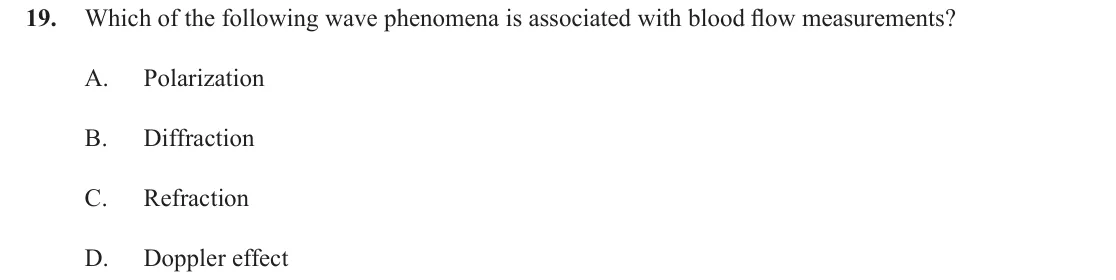 19. Which of the following wave phenomena is associated with blood flow measurements?
A. Polarization
B. Diffraction
C. Refraction
D. Doppler effect